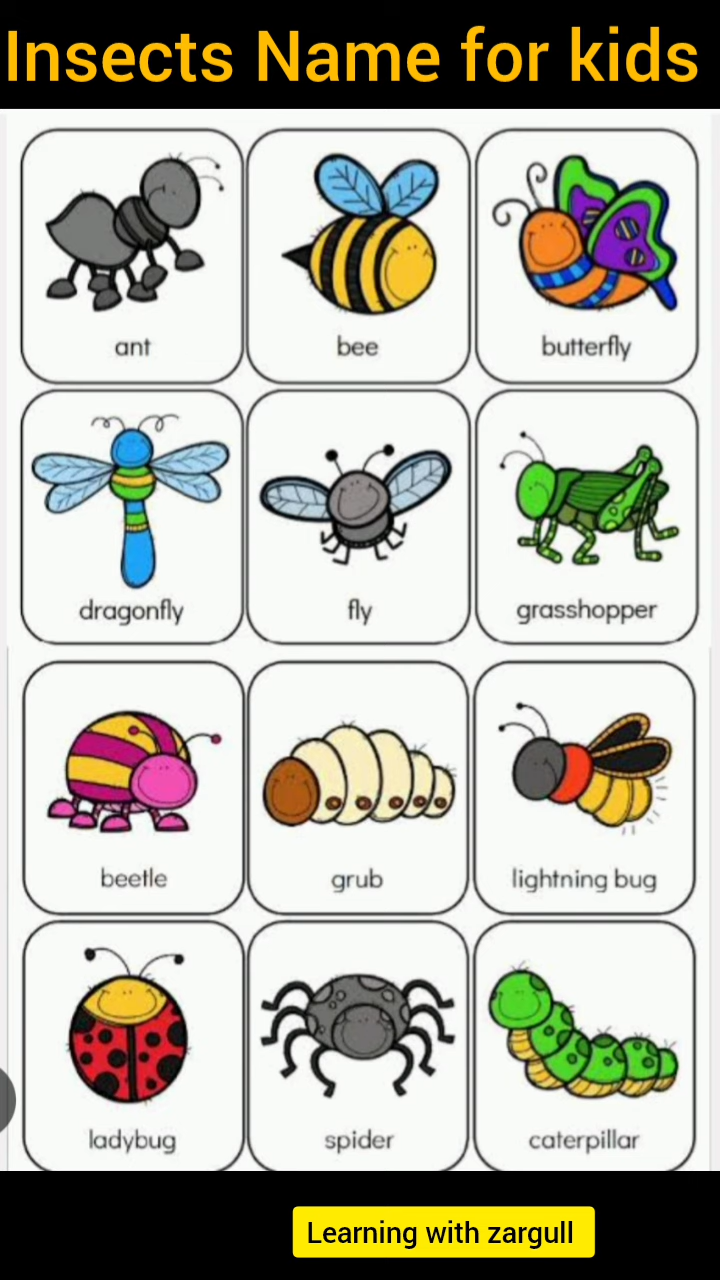 Insects Name for kids
ant
bee
butterfly
dragonfly
fly
grasshopper
beetle
grub
lightning bug
ladybug
spider
caterpillar
Learning with zargull